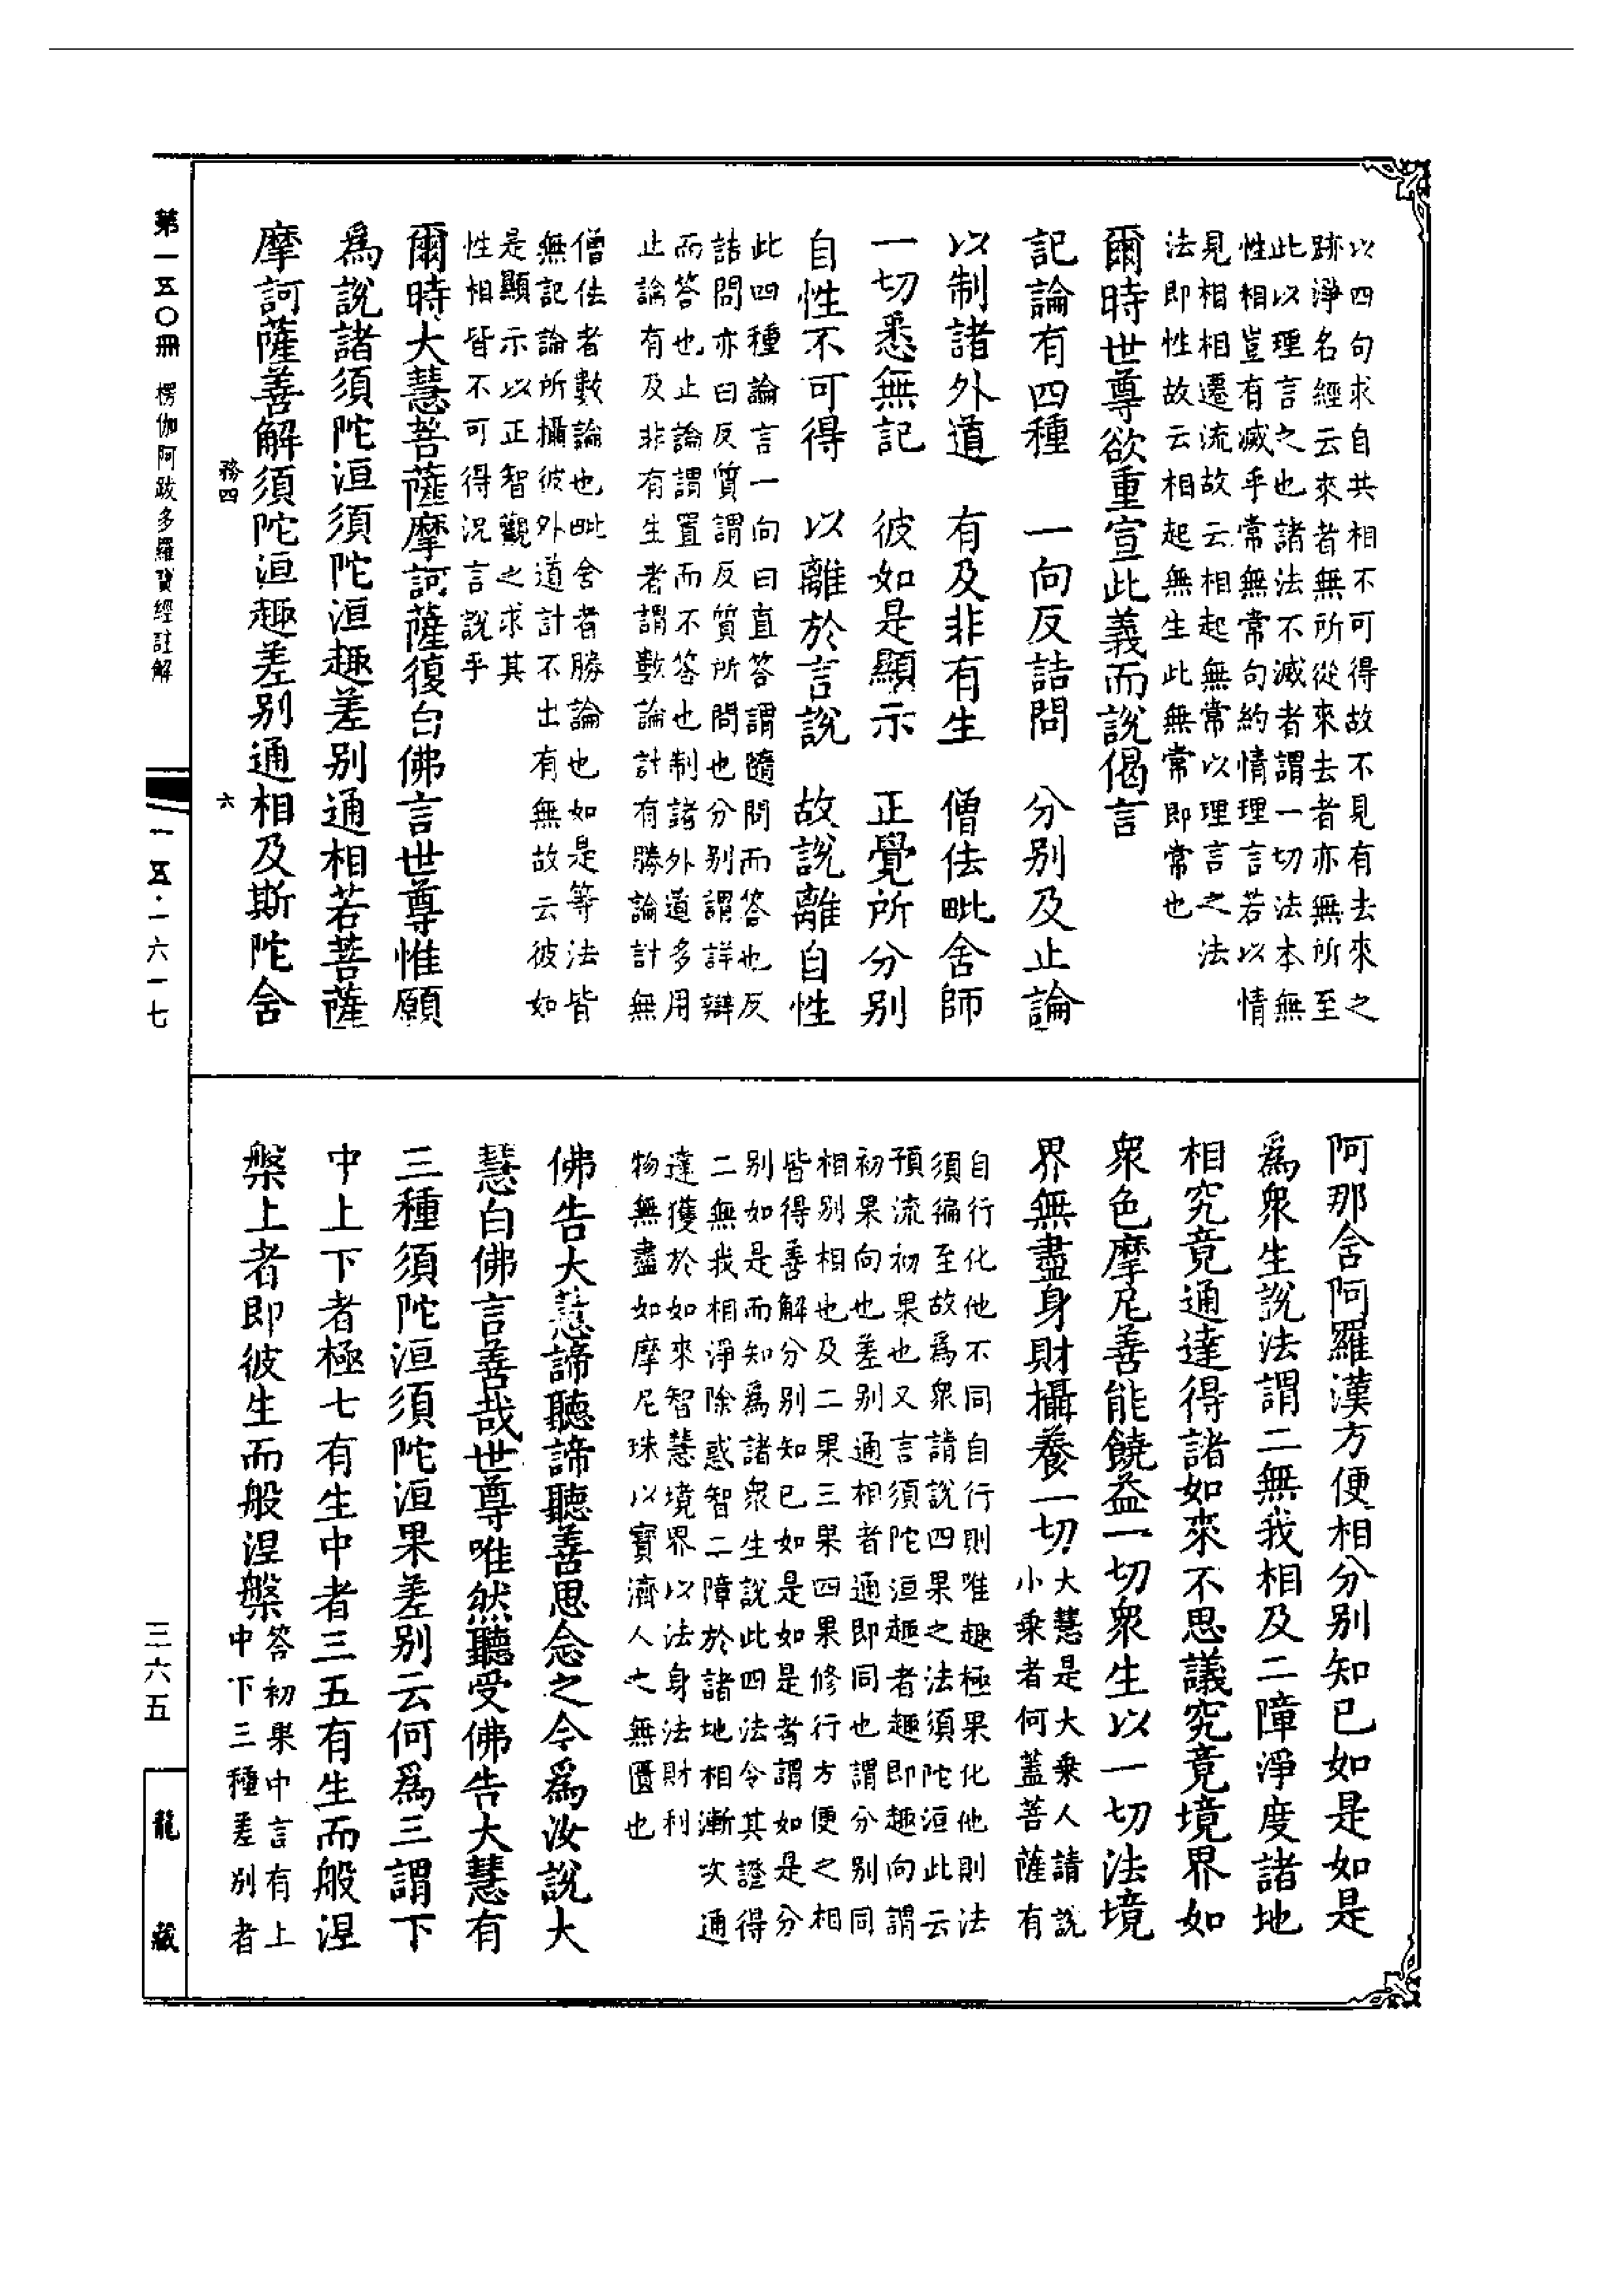 以四句求自共相不可得故不見有去來之
跡淨名經云來者無所從來去者亦無所至
此以理言之也諸法不滅者謂一切法本無
性相豈有滅乎常無常句約情理言若以情
見相相遷流故云相起無常以理言之法
法即性故云相起無生此無常即常也
爾時世尊欲重宣此義而說偈言
記論有四種　一向反詰問　分別及止論
以制諸外道　有及非有生　僧佉毗舍師
一切悉無記　彼如是顯示　正覺所分別
自性不可得　以離於言說　故說離自性
此四種論言一向曰直答謂隨問而答也反
詰問亦曰反質謂反質所問也分別謂詳辯
而答也止論謂置而不答也制諸外道多用
止論有及非有生者謂數論計有勝論計無
僧佉者數論也毗舍者勝論也如是等法皆
無記論所攝彼外道計不出有無故云彼如
是顯示以正智觀之求其
性相皆不可得況言說乎
爾時大慧菩薩摩訶薩復白佛言世尊惟願
為說諸須陀洹須陀洹趣差別通相若菩薩
摩訶薩善解須陀洹趣差別通相及斯陀含
務四　六
第一五〇冊　楞伽阿跋多羅寶經註解
一五·一六一七
阿那含阿羅漢方便相分別知已如是如是
爲衆生說法謂二無我相及二障淨度諸地
相究竟通達得諸如來不思議究竟境界如
衆色摩尼善能饒益一切衆生以一切法境
界無盡身財攝養一切大慧是大乗人請說
小乗者何蓋菩薩有
自行化他不同自行則唯趣極果化他則法
須徧至故爲衆請說四果之法須陀洹此云
預流初果也又言須陀洹趣者趣即趣向謂
初果向也差別通相者通即同也謂分別同
相別相也及二果三果四果修行方便之相
皆得善解分別知已如是如是者謂如是分
別如是而知爲諸衆生說此四法令其證得
二無我相淨除惑智二障於諸地相漸次通
達獲於如來智慧境界以法身法財利
物無盡如摩尼珠以寶濟人之無匱也
佛告大慧諦聽諦聽善思念之今爲汝說大
慧白佛言善哉世尊唯然聽受佛告大慧有
三種須陀洹須陀洹果差別云何爲三謂下
中上下者極七有生中者三五有生而般涅
槃上者即彼生而般涅槃答初果中言有上
中下三種差別者
三六五
龍藏